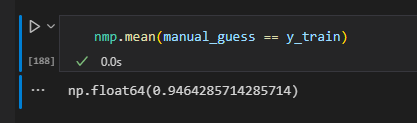 nmp.mean(manual_guess == y_train)
[188]
0.0s
... np.float64(0.9464285714285714)